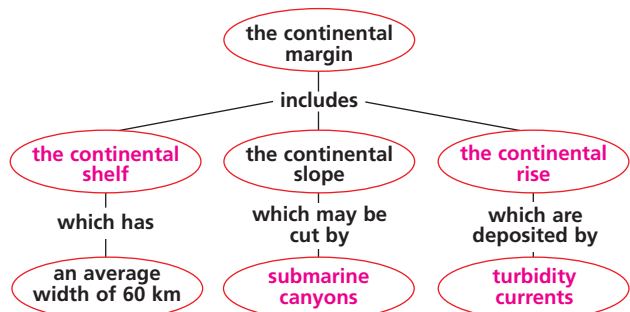 the continental
margin
includes
the continental
shelf
the continental
slope
the continental
rise
which has
which may be
cut by
which are
deposited by
an average
width of 60 km
submarine
canyons
turbidity
currents